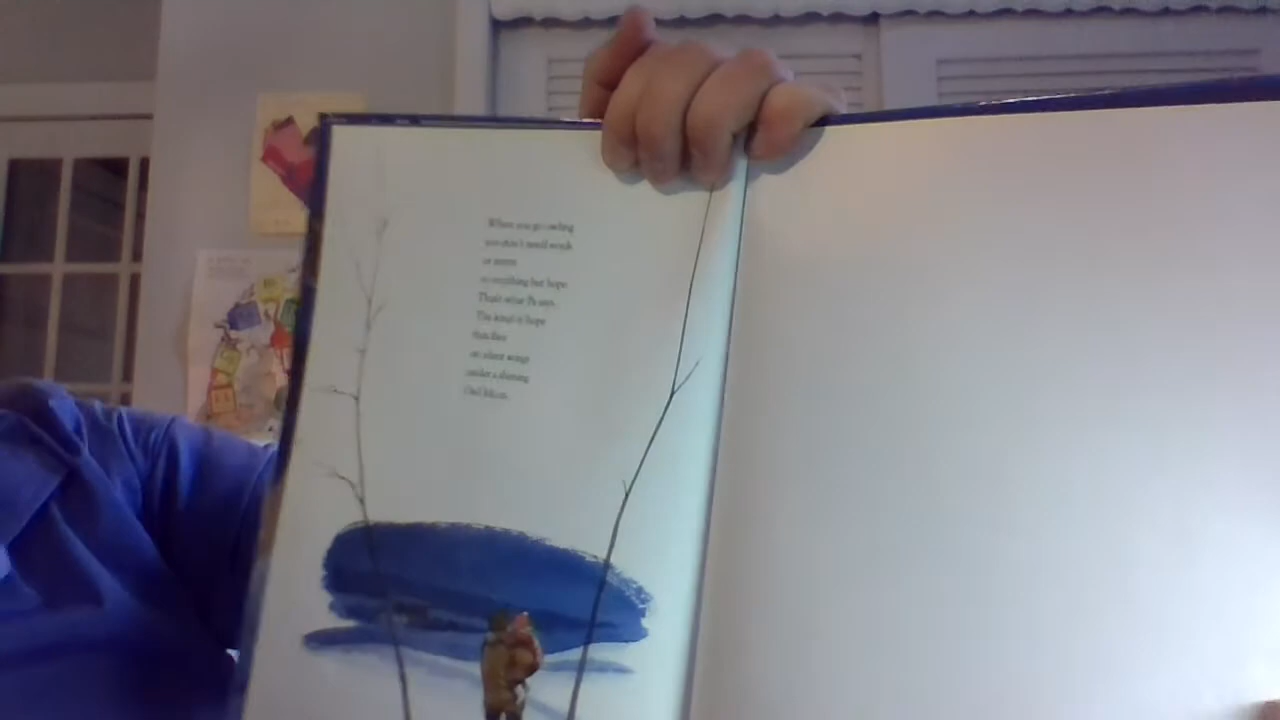 When you go owling
you don't need words
or warm
or anything but hope.
That's what Pa says.
The kind of hope
that flies
on silent wings
under a shining
Owl Moon.